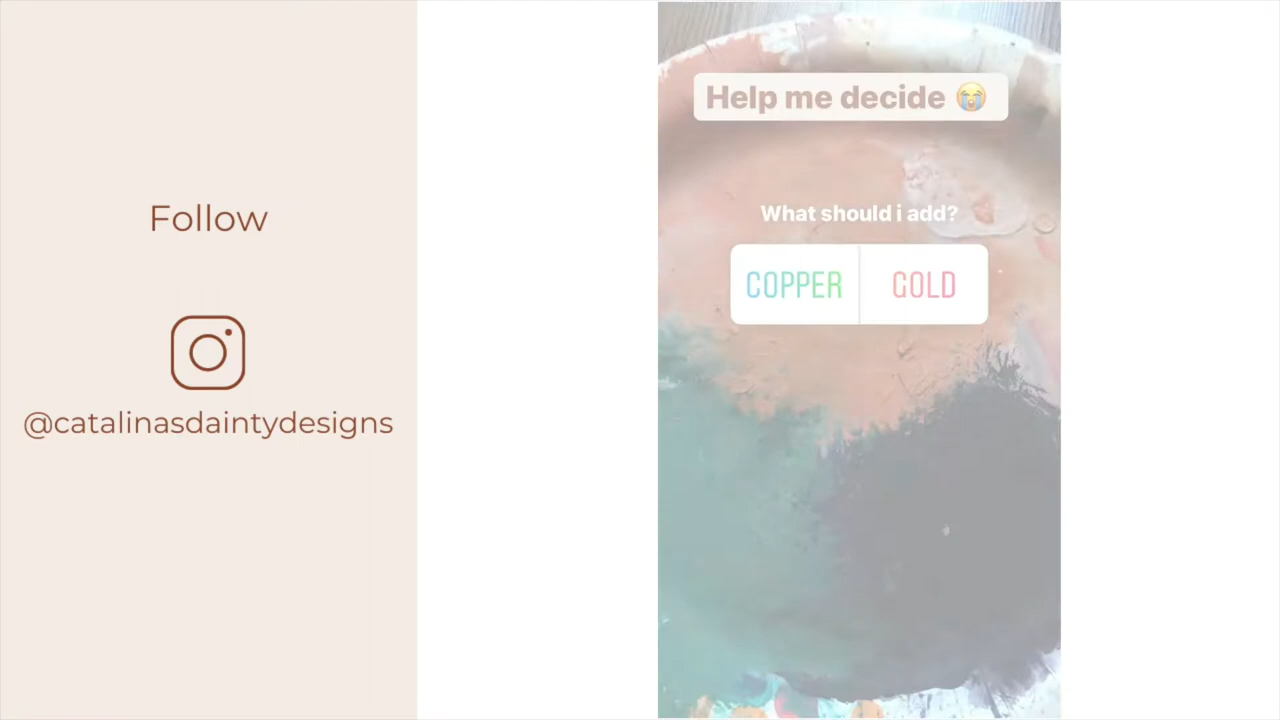 Follow
@catalinasdaintydesigns
Help me decide 😭
What should i add?
COPPER
GOLD